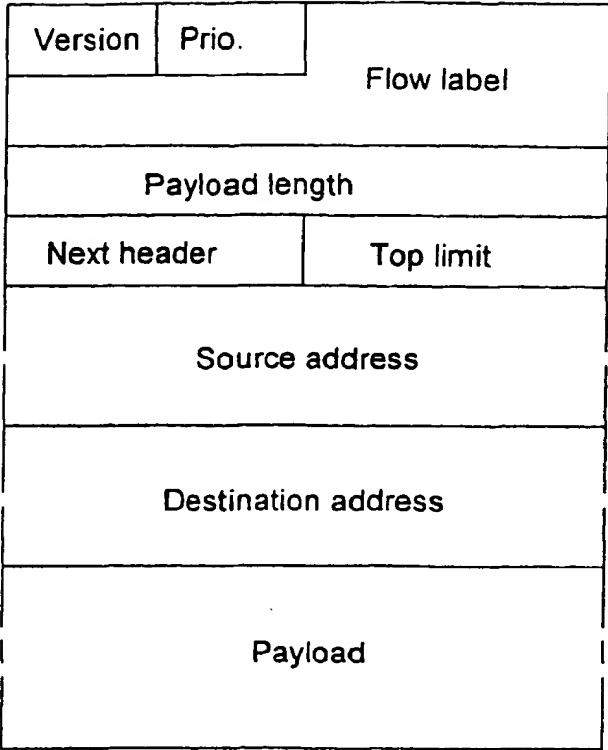 Version Prio.
Flow label
Payload length
Next header Top limit
Source address
Destination address
Payload